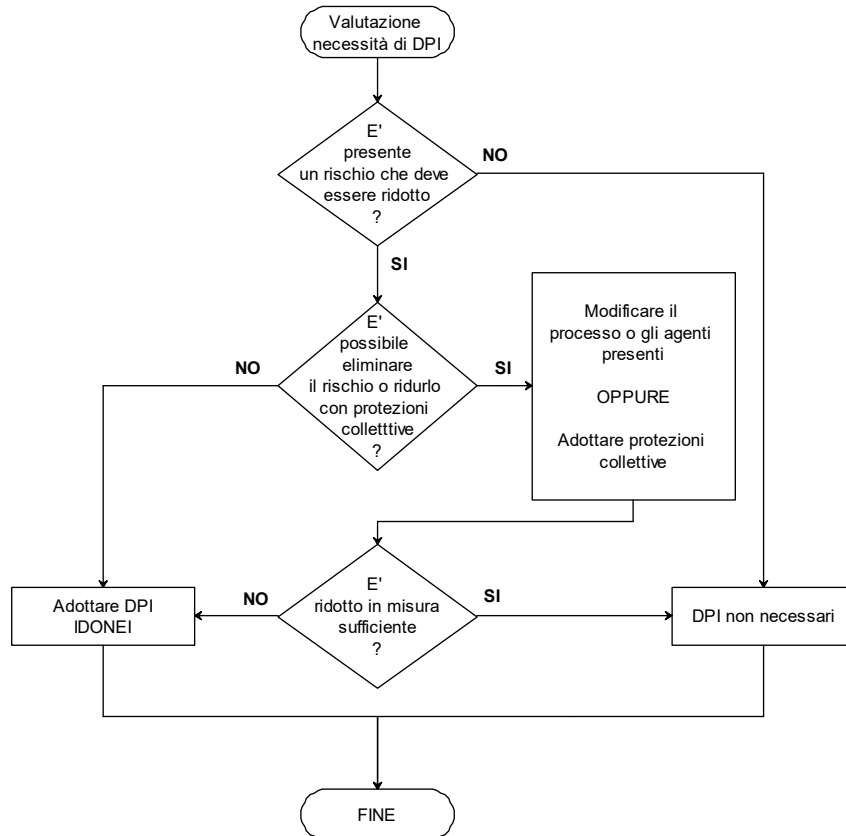 Valutazione
necessità di DPI
E'
presente
un rischio che deve
essere ridotto
?
NO
SI
E'
possibile
eliminare
il rischio o ridurlo
con protezioni
colletttive
?
NO
SI
Modificare il
processo o gli agenti
presenti
OPPURE
Adottare protezioni
collettive
E'
ridotto in misura
sufficiente
?
NO
SI
Adottare DPI
IDONEI
DPI non necessari
FINE